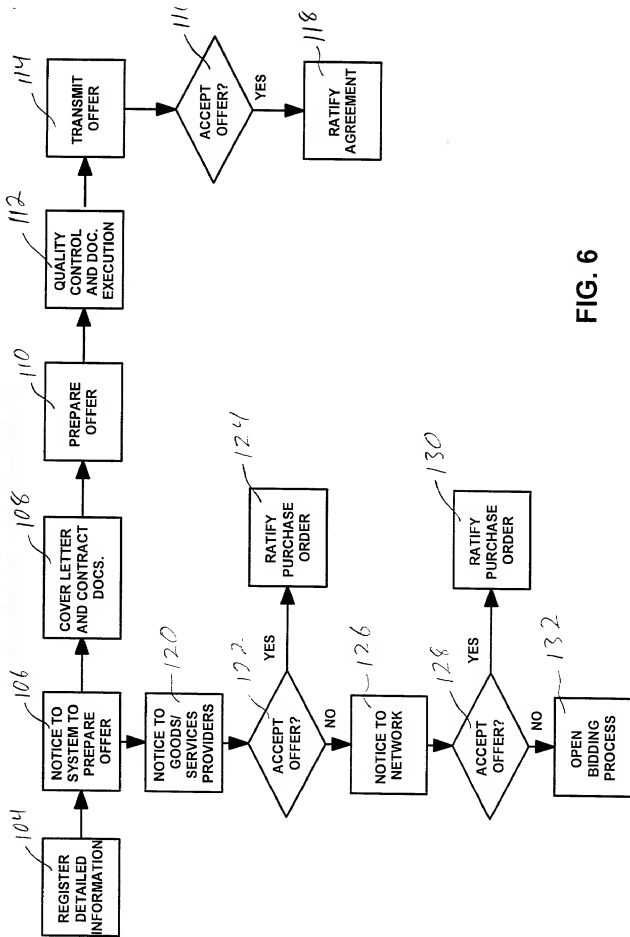 104
REGISTER
DETAILED
INFORMATION
106
NOTICE TO
SYSTEM TO
PREPARE
OFFER
108
COVER LETTER
AND CONTRACT
DOCS.
110
PREPARE
OFFER
112
QUALITY
CONTROL
AND DOC.
EXECUTION
114
TRANSMIT
OFFER
ACCEPT
OFFER?
YES
118
RATIFY
AGREEMENT
120
NOTICE TO
GOODS/
SERVICES
PROVIDERS
122
ACCEPT
OFFER?
YES
124
RATIFY
PURCHASE
ORDER
NO
126
NOTICE TO
NETWORK
128
ACCEPT
OFFER?
YES
130
RATIFY
PURCHASE
ORDER
NO
132
OPEN
BIDDING
PROCESS
FIG. 6